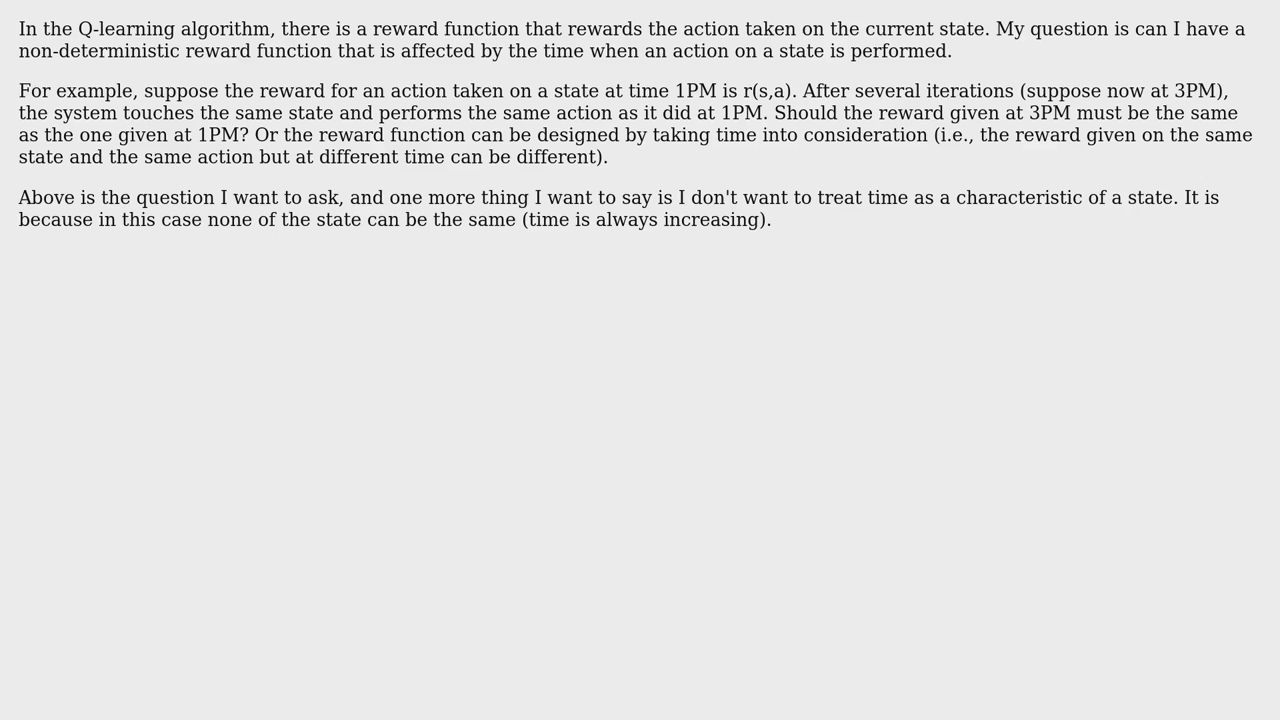 In the Q-learning algorithm, there is a reward function that rewards the action taken on the current state. My question is can I have a
non-deterministic reward function that is affected by the time when an action on a state is performed.
For example, suppose the reward for an action taken on a state at time 1PM is r(s,a). After several iterations (suppose now at 3PM),
the system touches the same state and performs the same action as it did at 1PM. Should the reward given at 3PM must be the same
as the one given at 1PM? Or the reward function can be designed by taking time into consideration (i.e., the reward given on the same
state and the same action but at different time can be different).
Above is the question I want to ask, and one more thing I want to say is I don't want to treat time as a characteristic of a state. It is
because in this case none of the state can be the same (time is always increasing).